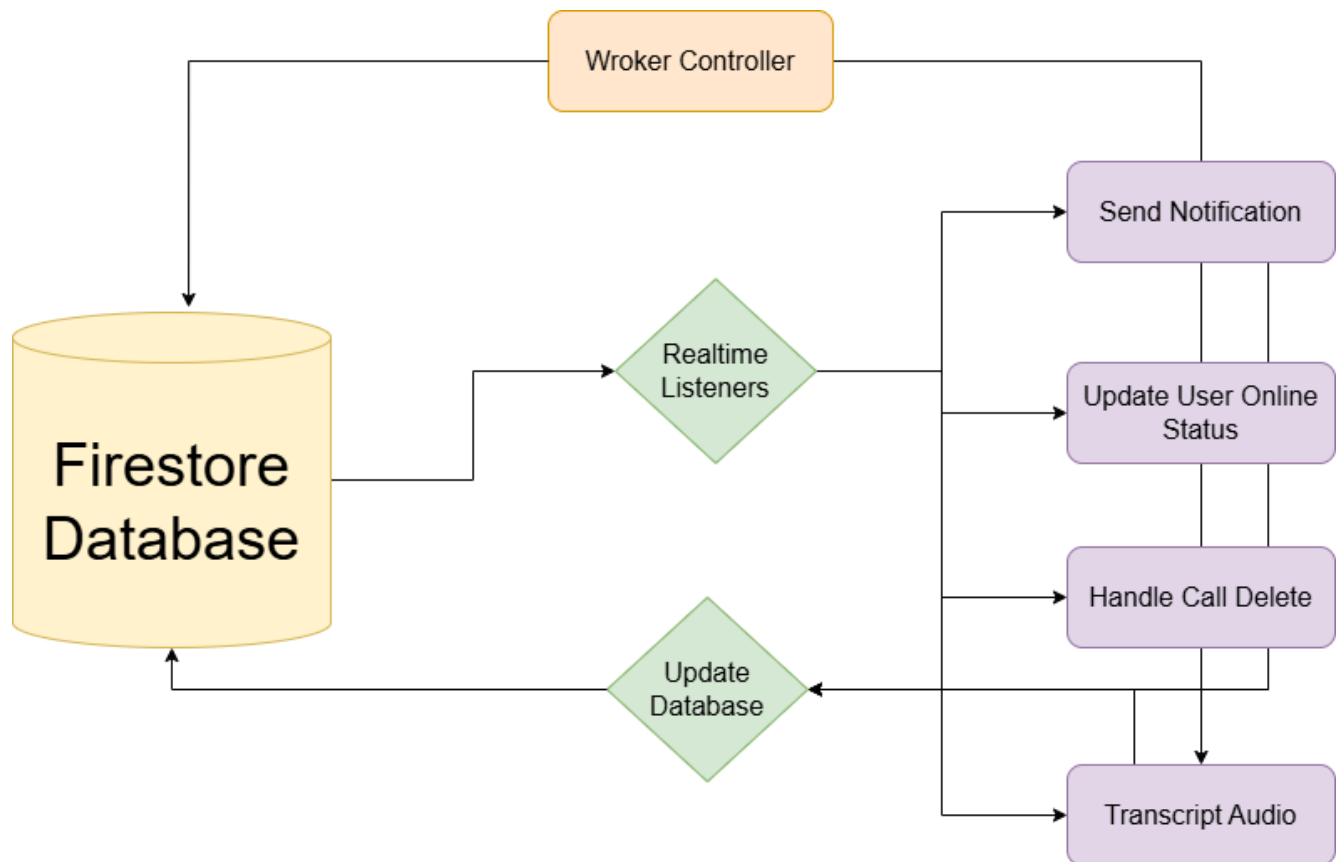 Wroker Controller
Send Notification
Realtime
Listeners
Update User Online
Status
Firestore
Database
Handle Call Delete
Update
Database
Transcript Audio